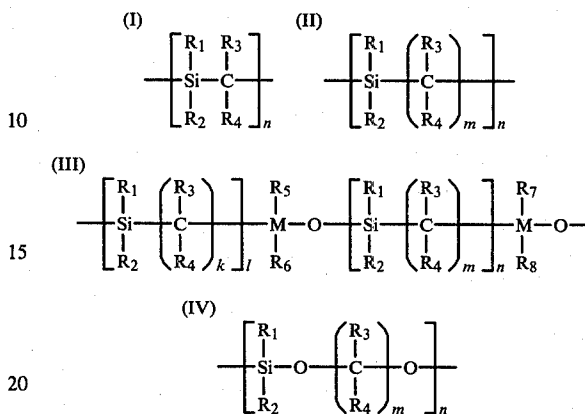 (I) (II)
R1 R3 R1 R3
Si C Si C
10 R2 R4 n R2 R4 m n
(III)
R1 R3 R5 R1 R3 R7
15 Si C M O Si C M O
R2 R4 k l R6 R2 R4 m n R8
(IV)
R1 R3
Si O C O
20 R2 R4 m n